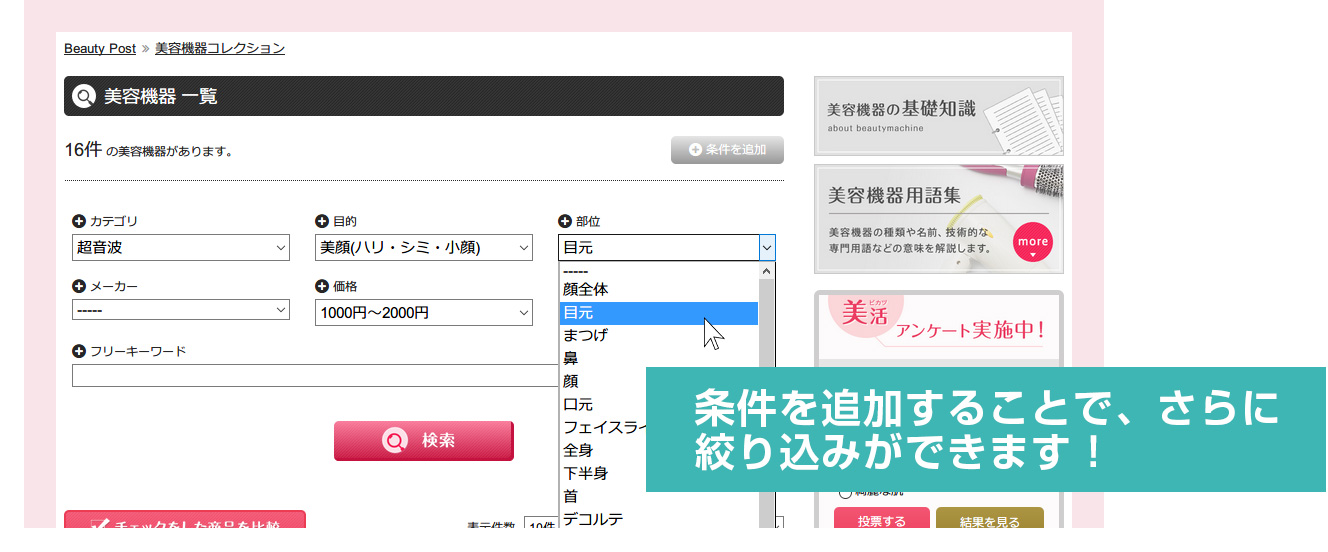 Beauty Post » 美容機器コレクション
美容機器 一覧
16件 の美容機器があります。
条件を追加
カテゴリ
超音波
目的
美顔(ハリ・シミ・小顔)
部位
目元
メーカー
-----
価格
1000円～2000円
フリーキーワード
-----
顔全体
目元
まつげ
鼻
顔
口元
フェイスライ
全身
下半身
首
デコルテ
検索
チェックをした商品を比較
表示件数
10件
美容機器の基礎知識
about beautymachine
美容機器用語集
美容機器の種類や名前、技術的な
専門用語などの意味を解説します。
more
美活
ビカツ
アンケート実施中！
条件を追加することで、さらに
絞り込みができます！
綺麗な肌
投票する
結果を見る